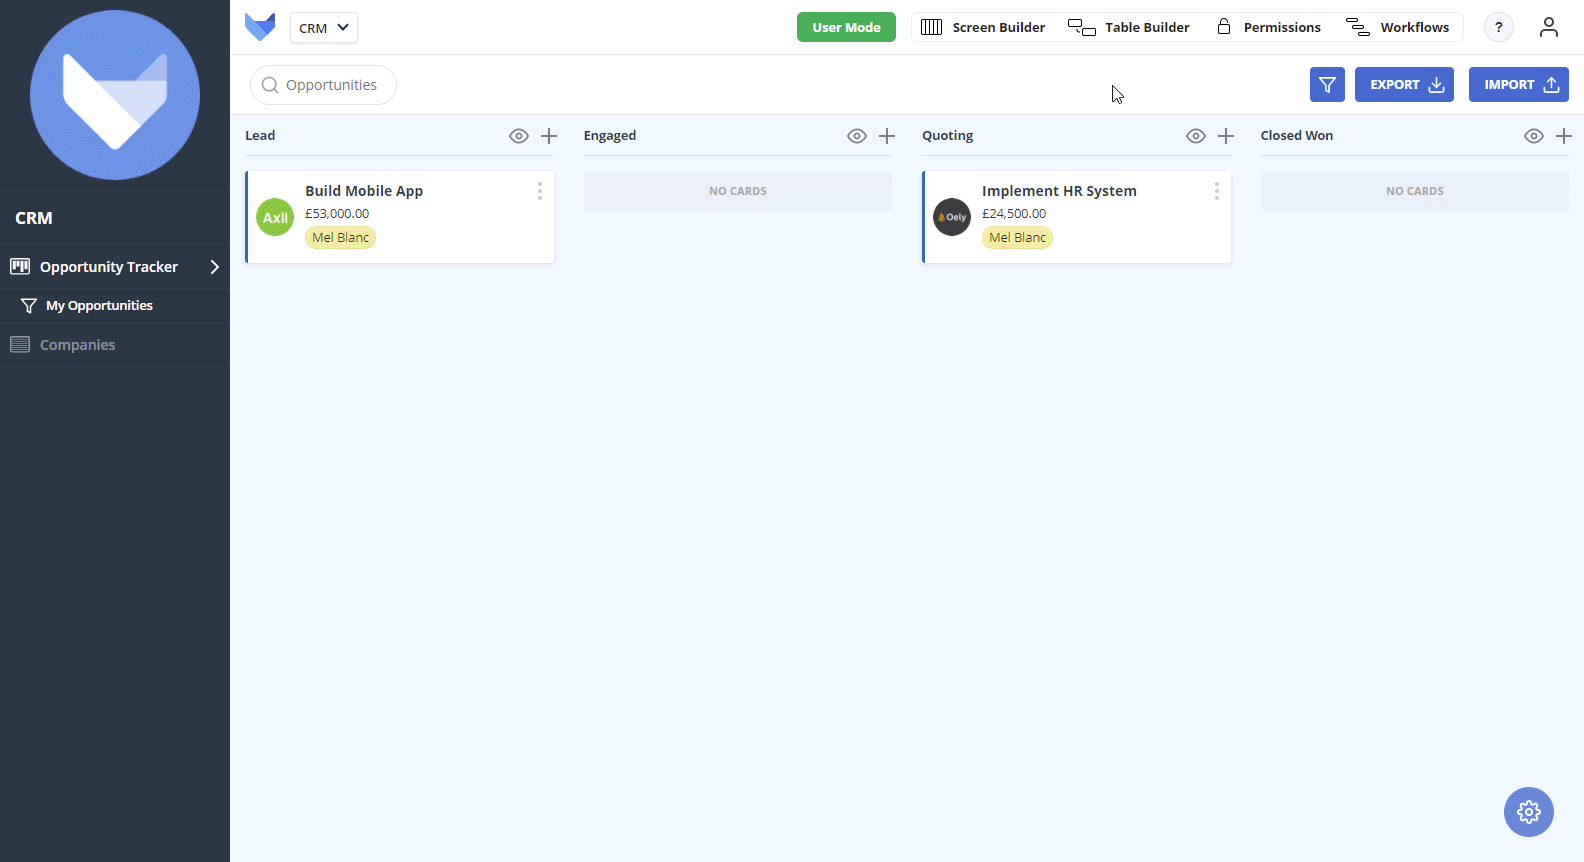 CRM
User Mode
Screen Builder
Table Builder
Permissions
Workflows
?
Opportunities
EXPORT
IMPORT
CRM
Opportunity Tracker
My Opportunities
Companies
Lead
Engaged
Quoting
Closed Won
Build Mobile App
Axil
£53,000.00
Mel Blanc
NO CARDS
Implement HR System
Oely
£24,500.00
Mel Blanc
NO CARDS